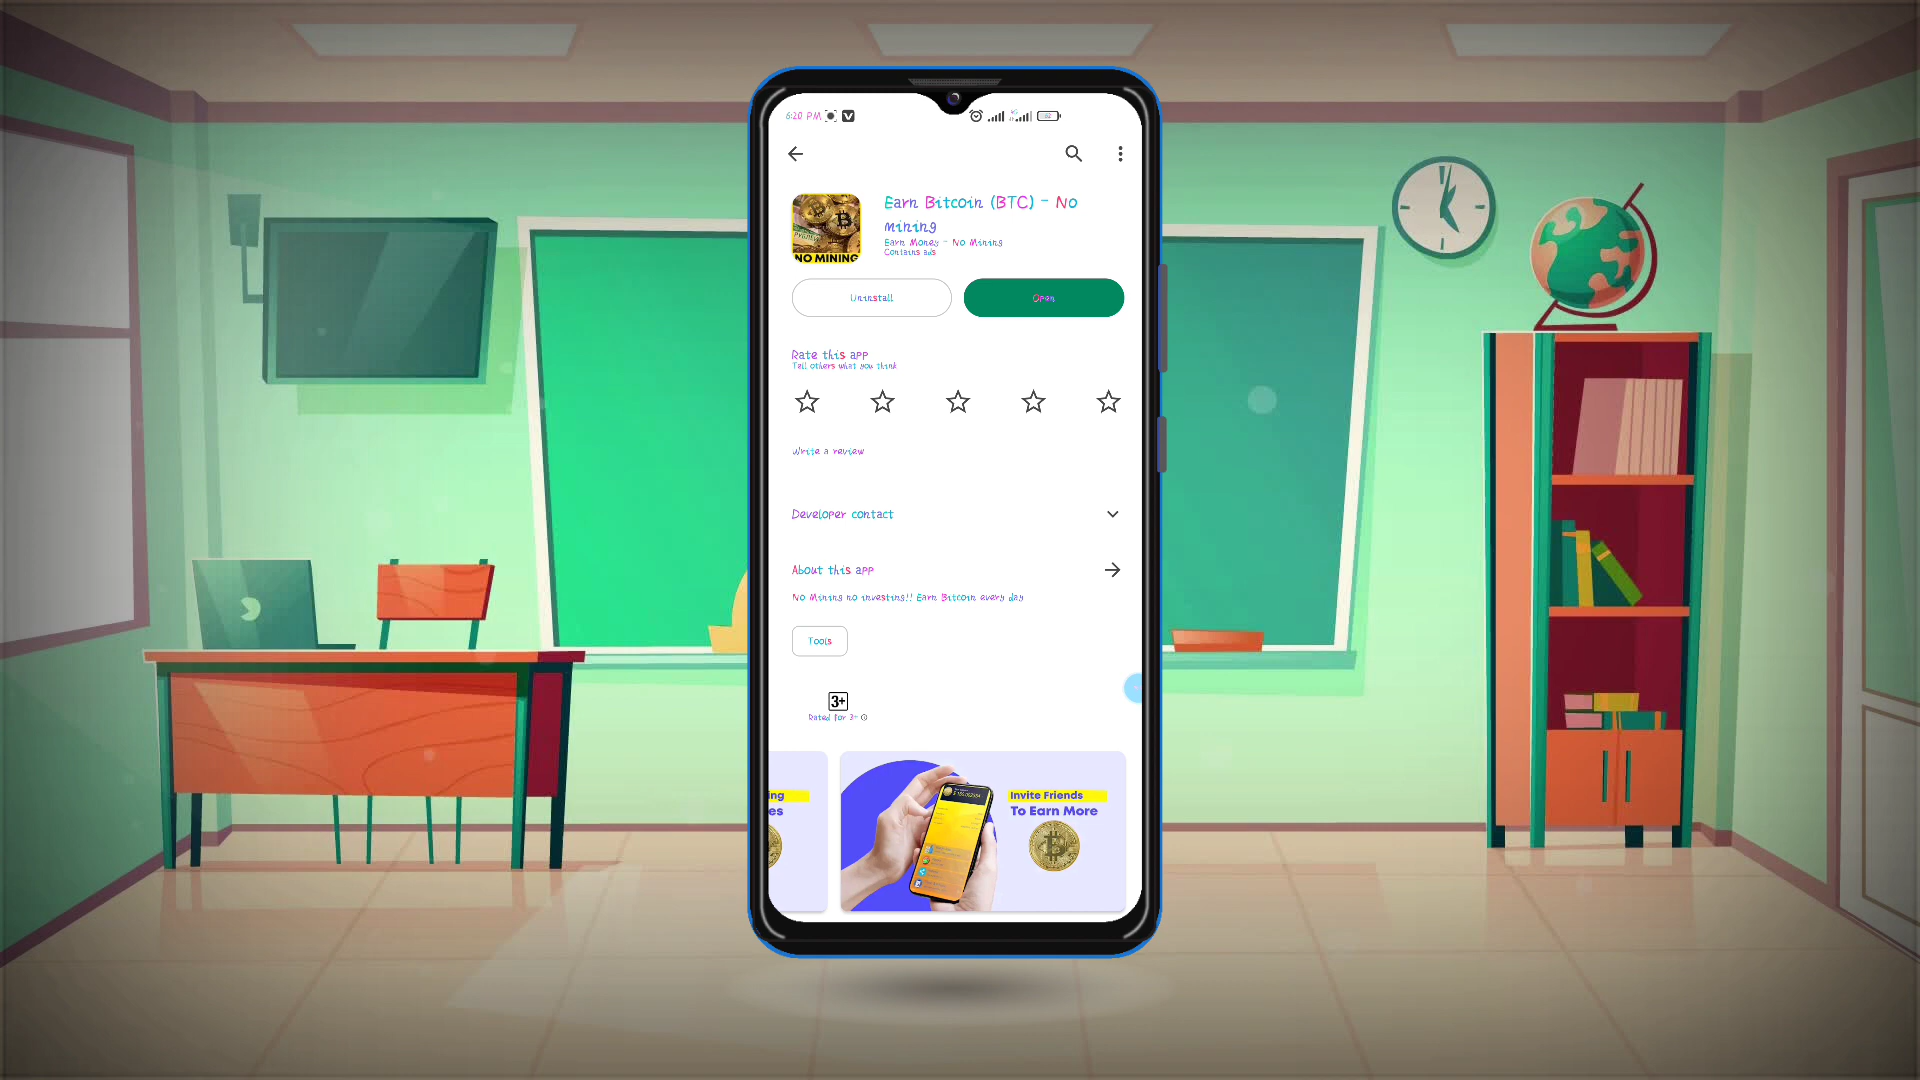 6:20 PM
Earn Bitcoin (BTC) - No
mining
Earn Money - No Mining
Contains ads
NO MINING
Uninstall
Open
Rate this app
Tell others what you think
Write a review
Developer contact
About this app
No Mining no investing!! Earn Bitcoin every day
Tools
3+
Rated for 3+
ing
es
Invite Friends
To Earn More